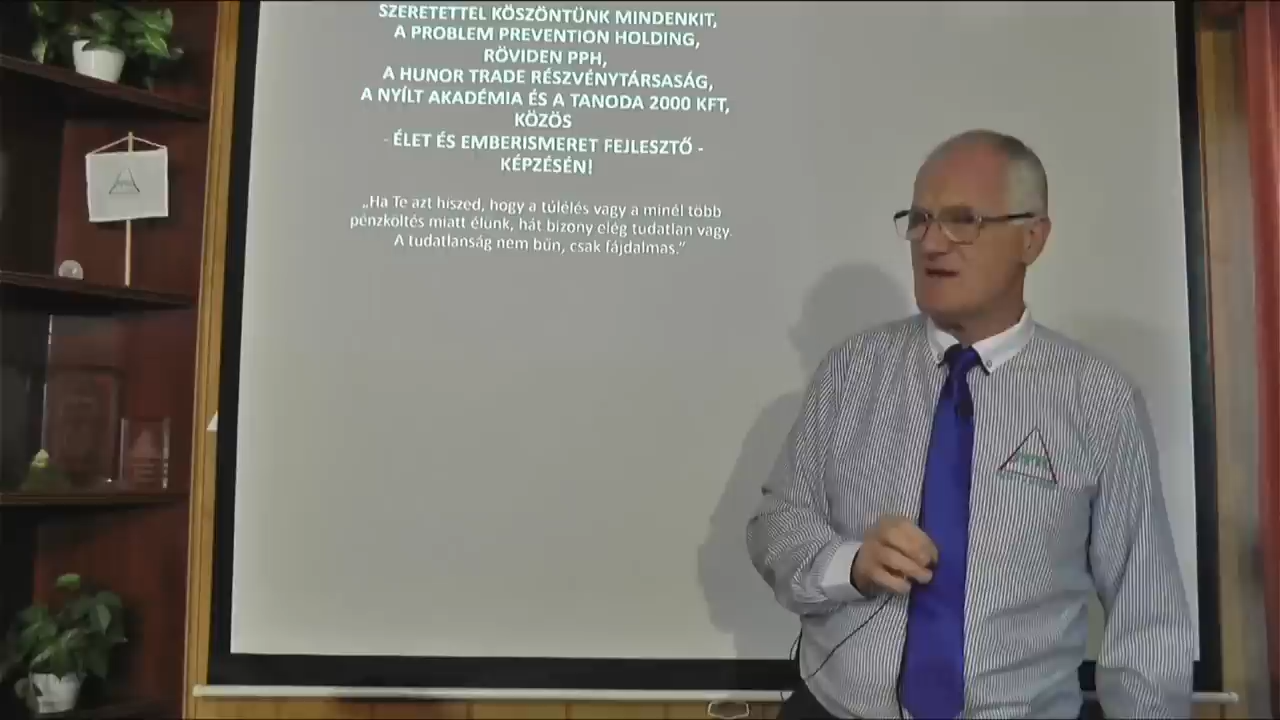 SZERETETTEL KÖSZÖNTÜNK MINDENKIT,
A PROBLEM PREVENTION HOLDING,
RÖVIDEN PPH,
A HUNOR TRADE RÉSZVÉNYTÁRSASÁG,
A NYÍLT AKADÉMIA ÉS A TANODA 2000 KFT,
KÖZÖS
- ÉLET ÉS EMBERISMERET FEJLESZTŐ -
KÉPZÉSÉN!
„Ha Te azt hiszed, hogy a túlélés vagy a minél több
pénzköltés miatt élünk, hát bizony elég tudatlan vagy.
A tudatlanság nem bűn, csak fájdalmas.”